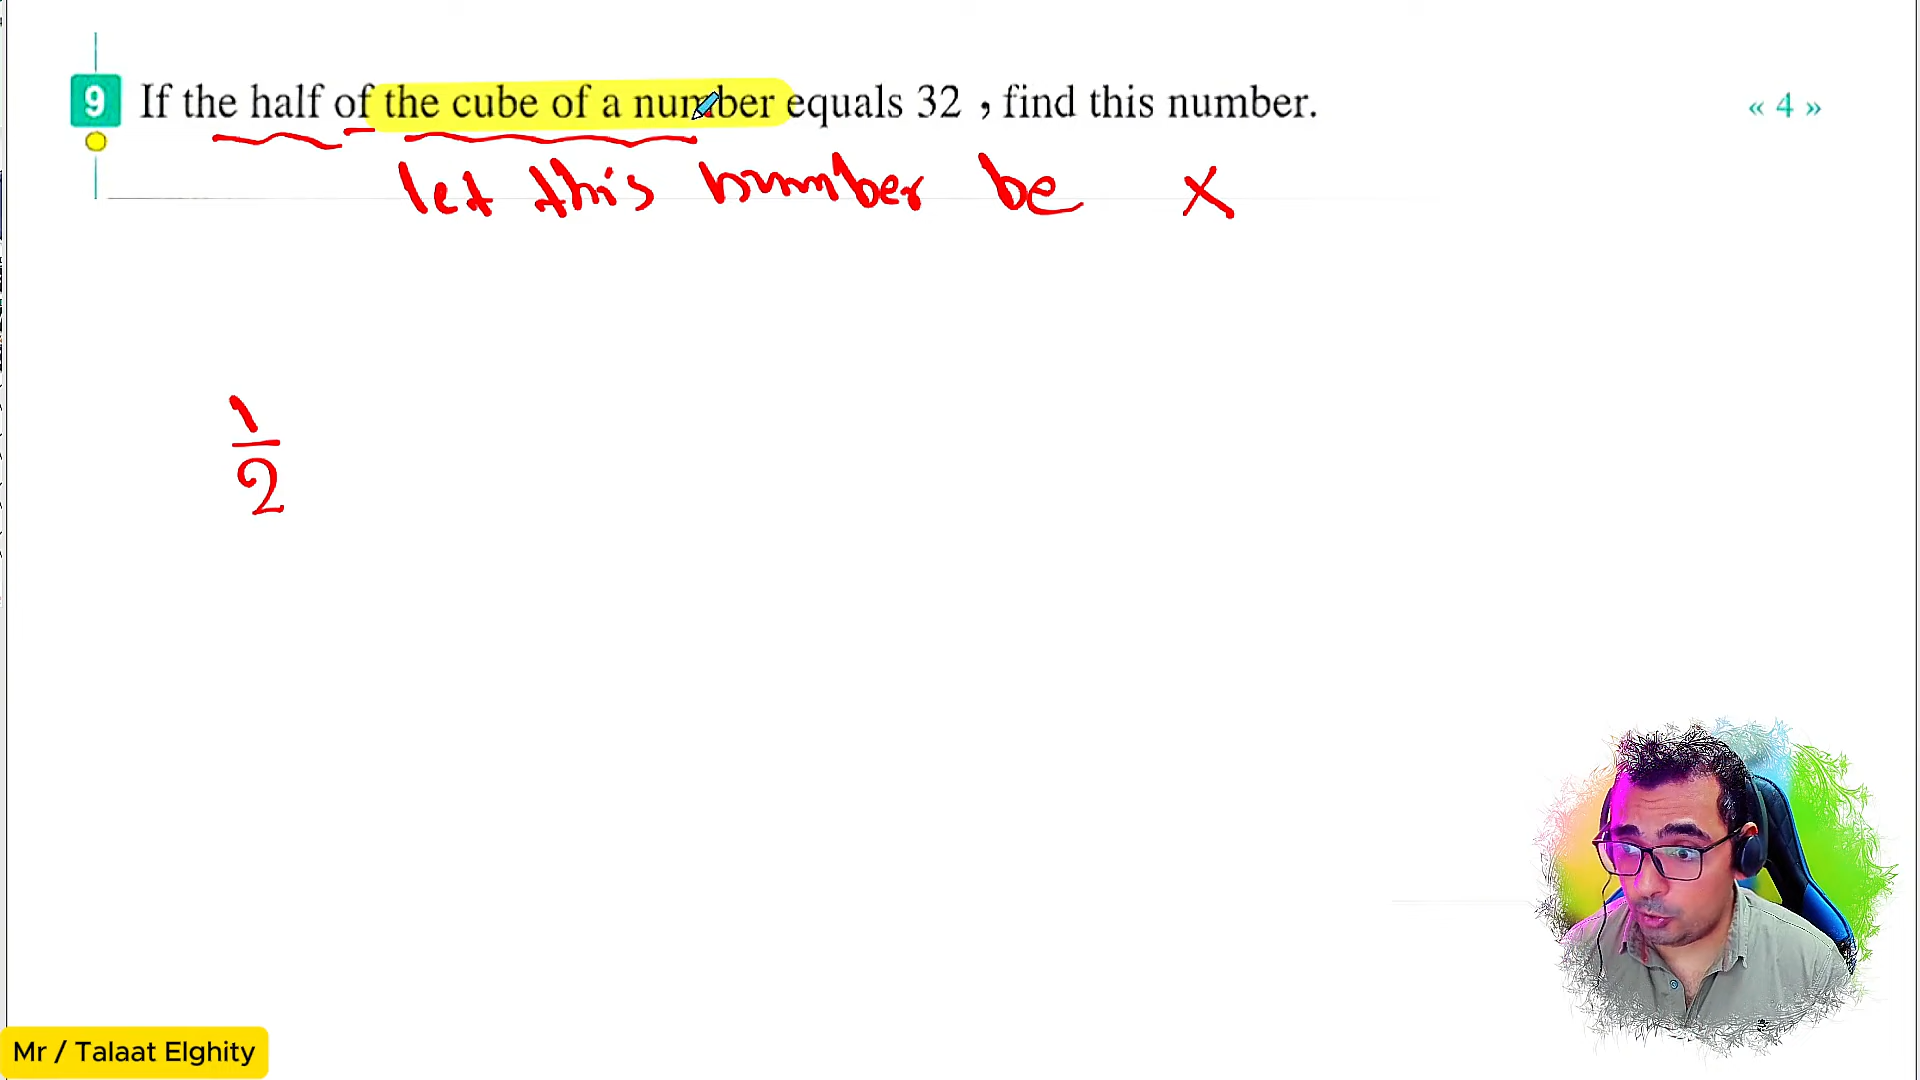 9 If the half of the cube of a number equals 32 , find this number. « 4 »
let this number be x
1
2
Mr / Talaat Elghity